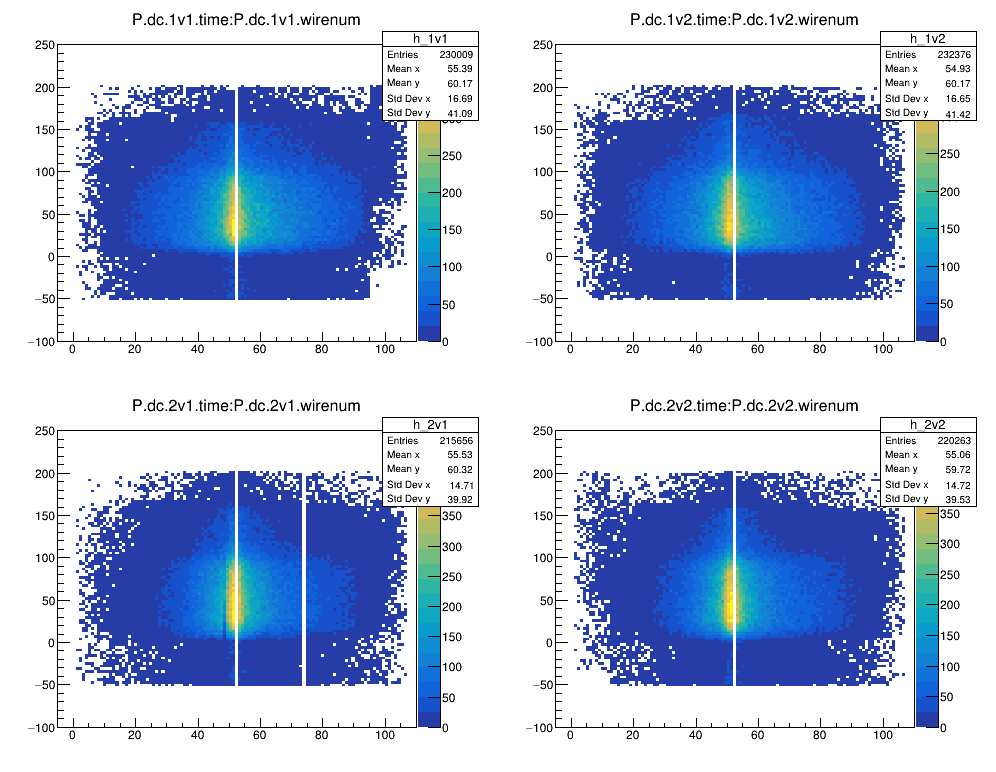 P.dc.1v1.time:P.dc.1v1.wirenum
h_1v1
Entries 230009
Mean x 55.39
Mean y 60.17
Std Dev x 16.69
Std Dev y 41.09
250
200
150
100
50
0
−50
−100
0 20 40 60 80 100
250
200
150
100
50
0
P.dc.1v2.time:P.dc.1v2.wirenum
h_1v2
Entries 232376
Mean x 54.93
Mean y 60.17
Std Dev x 16.65
Std Dev y 41.42
250
200
150
100
50
0
−50
−100
0 20 40 60 80 100
250
200
150
100
50
0
P.dc.2v1.time:P.dc.2v1.wirenum
h_2v1
Entries 215656
Mean x 55.53
Mean y 60.32
Std Dev x 14.71
Std Dev y 39.92
250
200
150
100
50
0
−50
−100
0 20 40 60 80 100
350
300
250
200
150
100
50
0
P.dc.2v2.time:P.dc.2v2.wirenum
h_2v2
Entries 220263
Mean x 55.06
Mean y 59.72
Std Dev x 14.72
Std Dev y 39.53
250
200
150
100
50
0
−50
−100
0 20 40 60 80 100
350
300
250
200
150
100
50
0